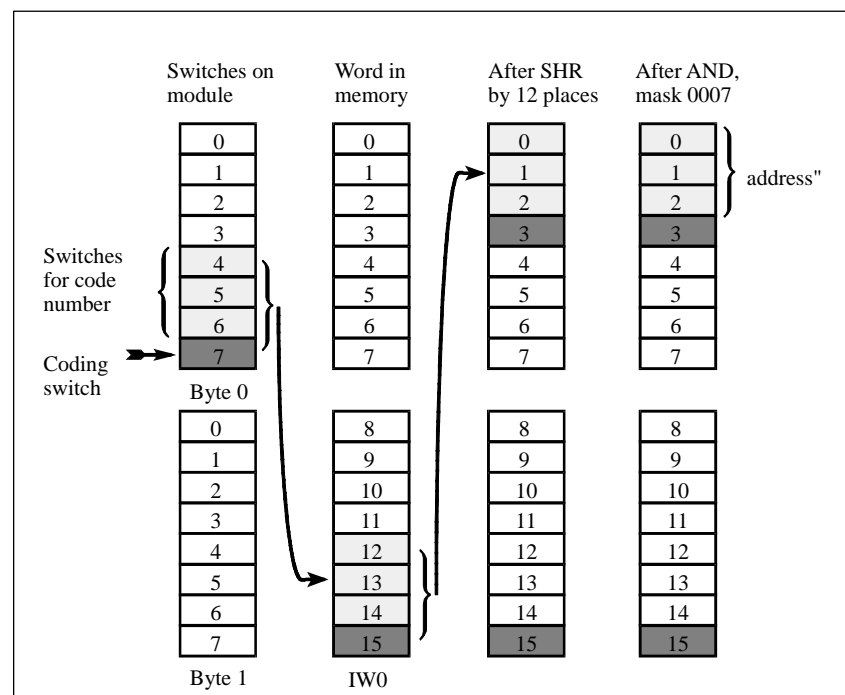 Switches on
module
Word in
memory
After SHR
by 12 places
After AND,
mask 0007
0 0 0 0
1 1 1 1
address"
2 2 2 2
3 3 3 3
Switches
for code
number
4 4 4 4
5 5 5 5
6 6 6 6
7 7 7 7
Coding
switch
Byte 0
0 8 8 8
1 9 9 9
2 10 10 10
3 11 11 11
4 12 12 12
5 13 13 13
6 14 14 14
7 15 15 15
Byte 1 IW0